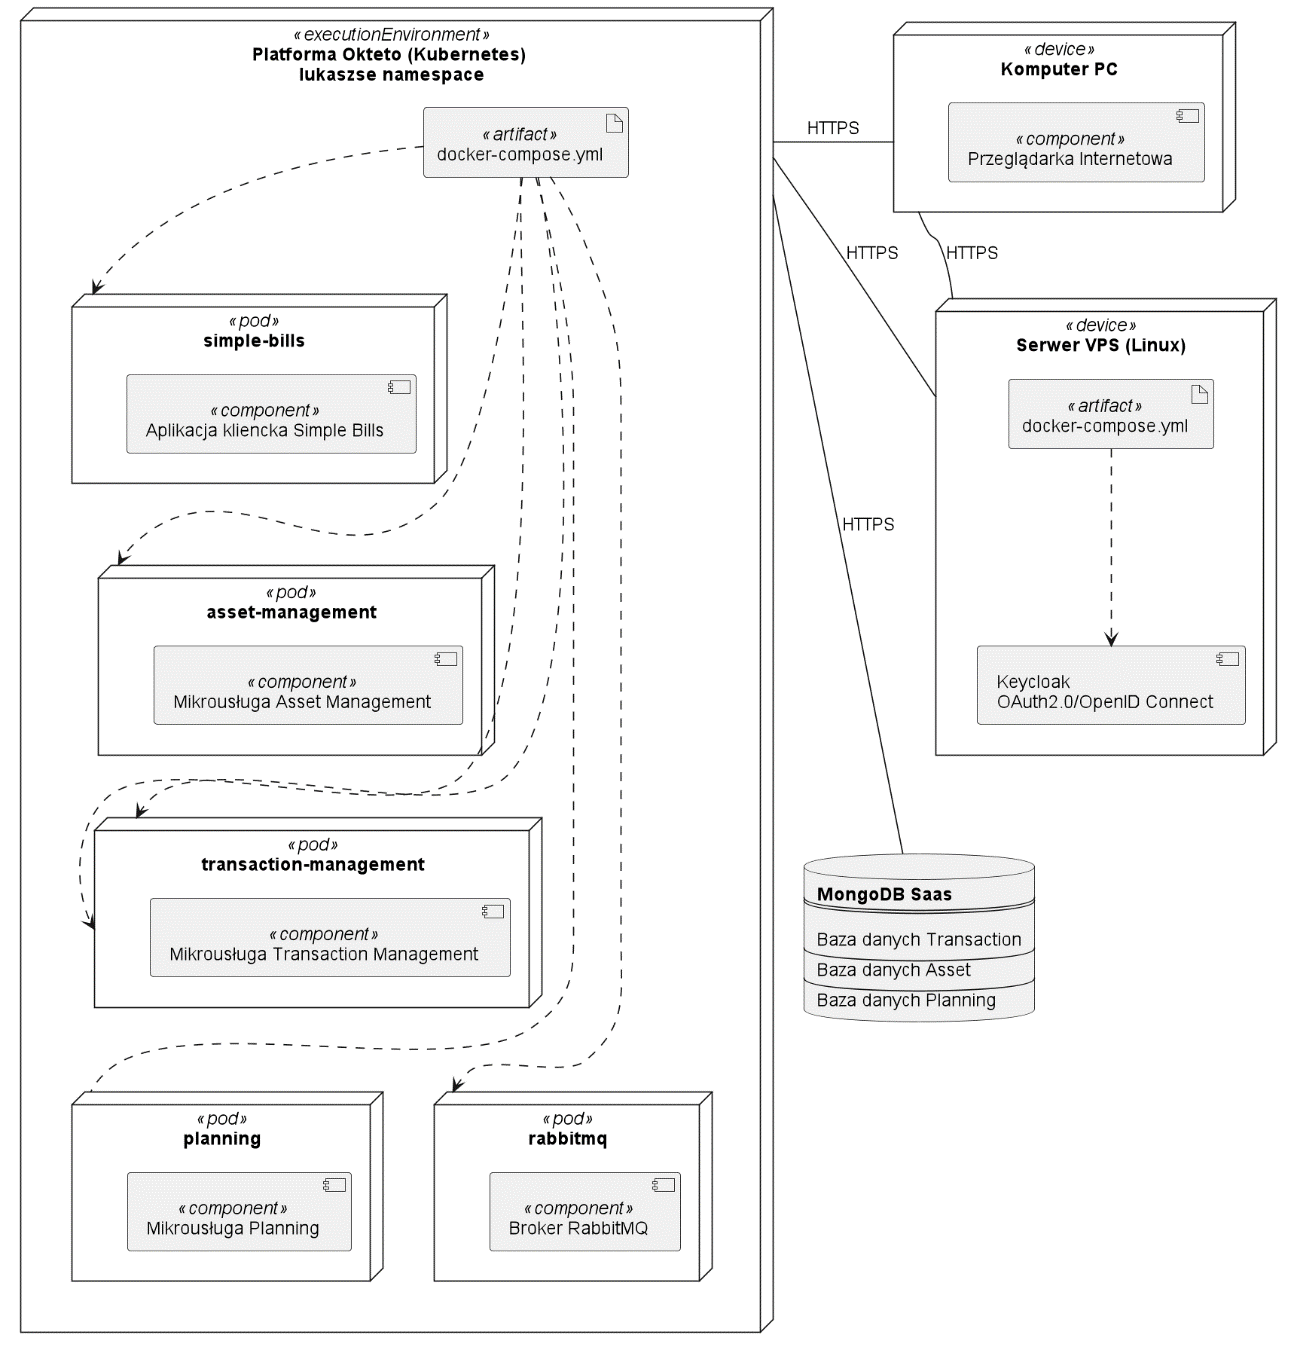 «executionEnvironment»
Platforma Okteto (Kubernetes)
lukaszse namespace
«artifact»
docker-compose.yml
«pod»
simple-bills
«component»
Aplikacja kliencka Simple Bills
«pod»
asset-management
«component»
Mikrousługa Asset Management
«pod»
transaction-management
«component»
Mikrousługa Transaction Management
«pod»
planning
«component»
Mikrousługa Planning
«pod»
rabbitmq
«component»
Broker RabbitMQ
HTTPS
«device»
Komputer PC
«component»
Przeglądarka Internetowa
HTTPS
HTTPS
«device»
Serwer VPS (Linux)
«artifact»
docker-compose.yml
Keycloak
OAuth2.0/OpenID Connect
HTTPS
MongoDB Saas
Baza danych Transaction
Baza danych Asset
Baza danych Planning